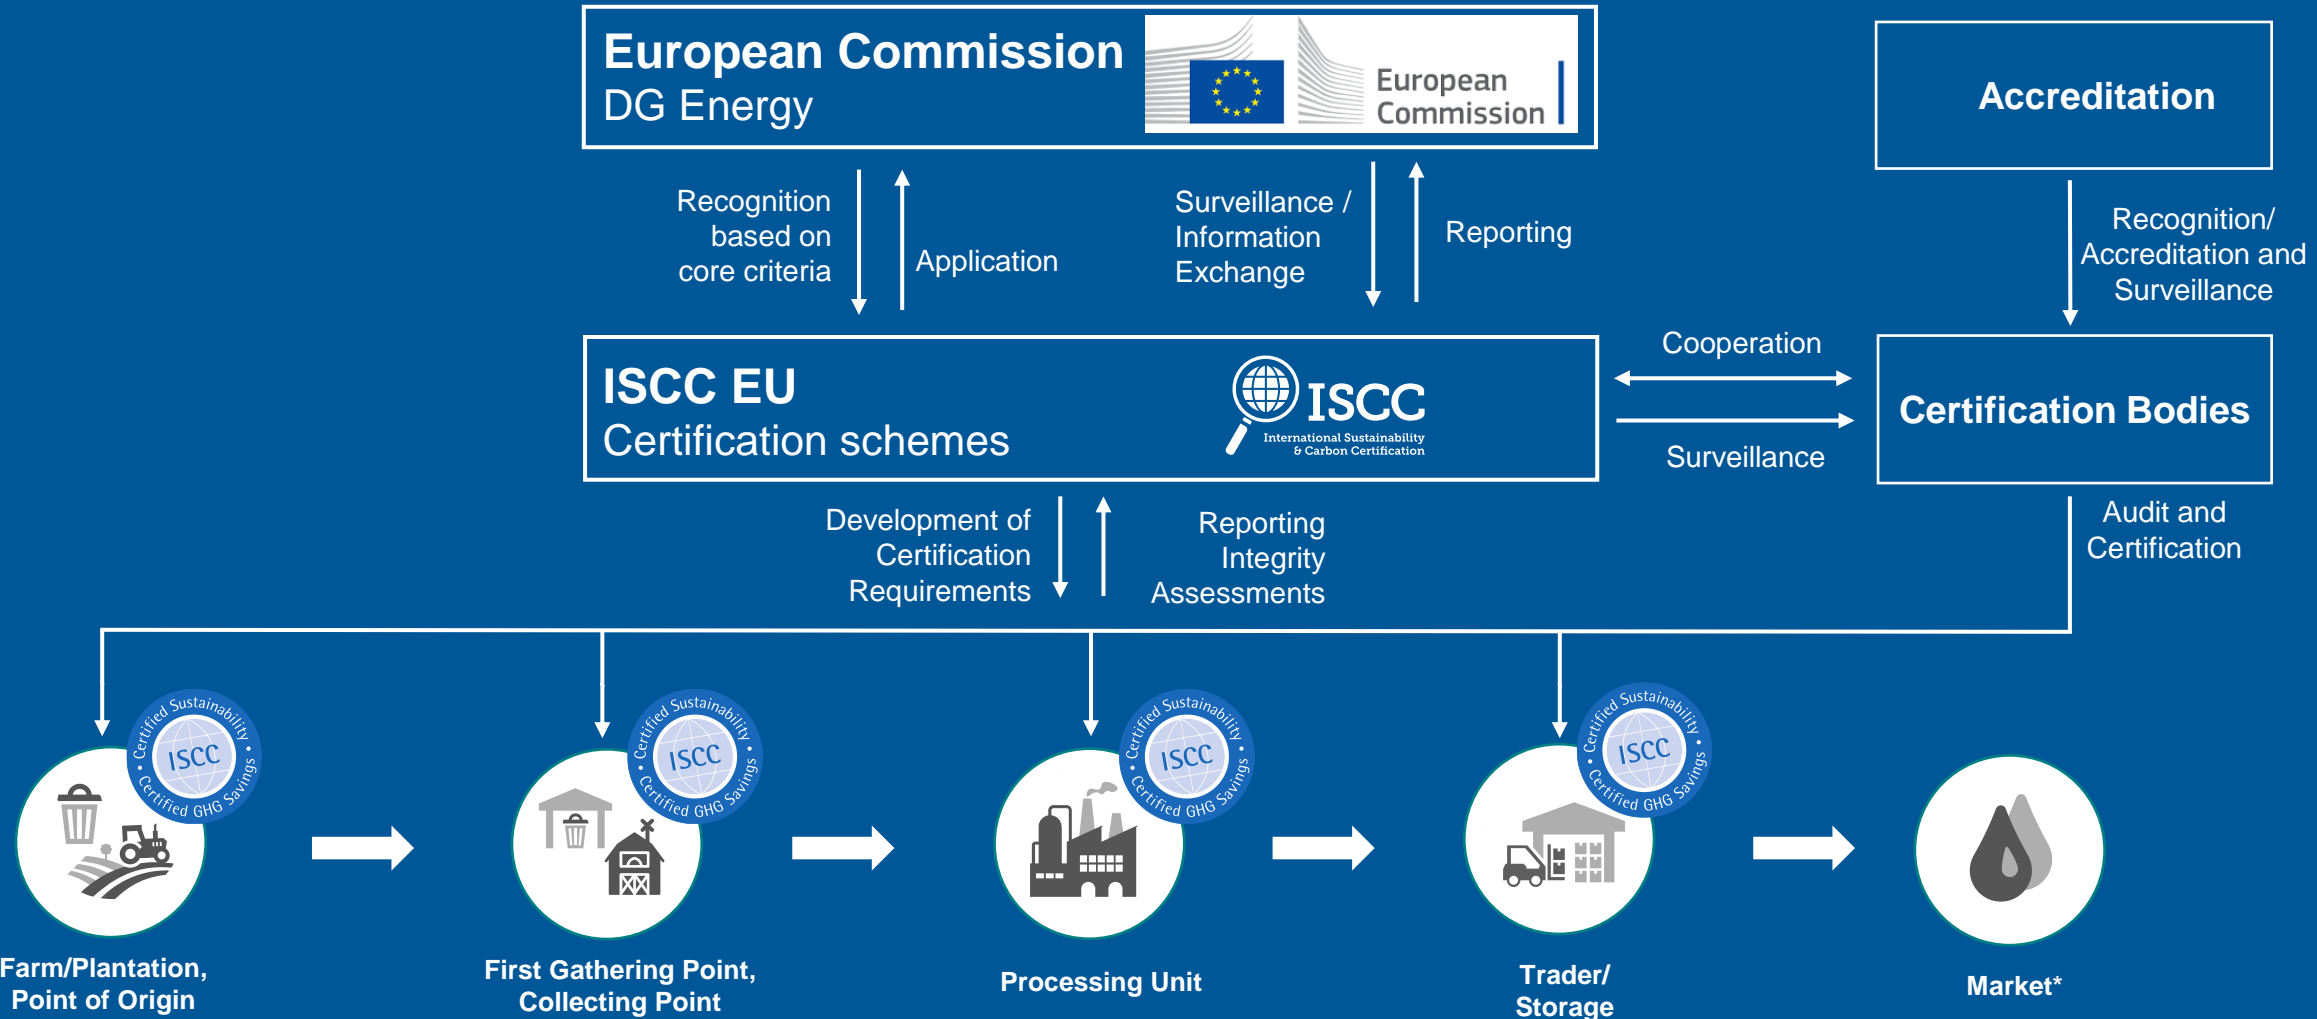 European Commission
DG Energy
European
Commission
Accreditation
Recognition
based on
core criteria
Application
Surveillance /
Information
Exchange
Reporting
Recognition/
Accreditation and
Surveillance
ISCC EU
Certification schemes
ISCC
International Sustainability
& Carbon Certification
Cooperation
Surveillance
Certification Bodies
Development of
Certification
Requirements
Reporting
Integrity
Assessments
Audit and
Certification
• Certified Sustainability •
ISCC
Certified GHG Savings
• Certified Sustainability •
ISCC
Certified GHG Savings
• Certified Sustainability •
ISCC
Certified GHG Savings
• Certified Sustainability •
ISCC
Certified GHG Savings
Farm/Plantation,
Point of Origin
First Gathering Point,
Collecting Point
Processing Unit
Trader/
Storage
Market*